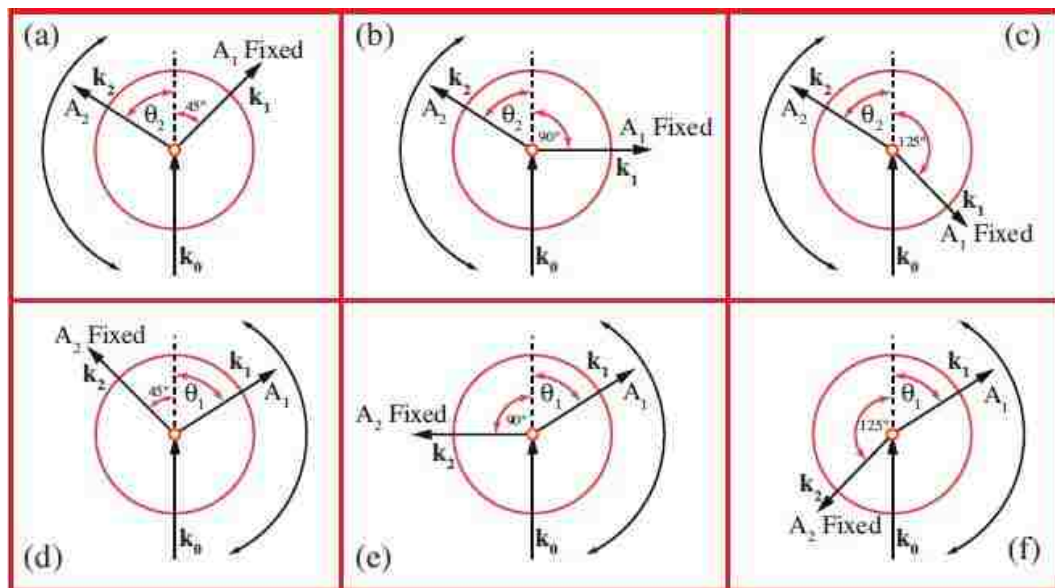 (a)
A₁ Fixed
k₂
45°
k₁
A₂
θ₂
k₀
(b)
k₂
A₂
θ₂
90°
A₁ Fixed
k₁
k₀
(c)
k₂
A₂
θ₂
125°
k₁
A₁ Fixed
k₀
A₂ Fixed
k₂
45°
θ₁
k₁
A₁
k₀
(d)
k₁
θ₁
A₁
A₂ Fixed
90°
k₂
k₀
(e)
k₁
θ₁
A₁
125°
k₂
A₂ Fixed
k₀
(f)